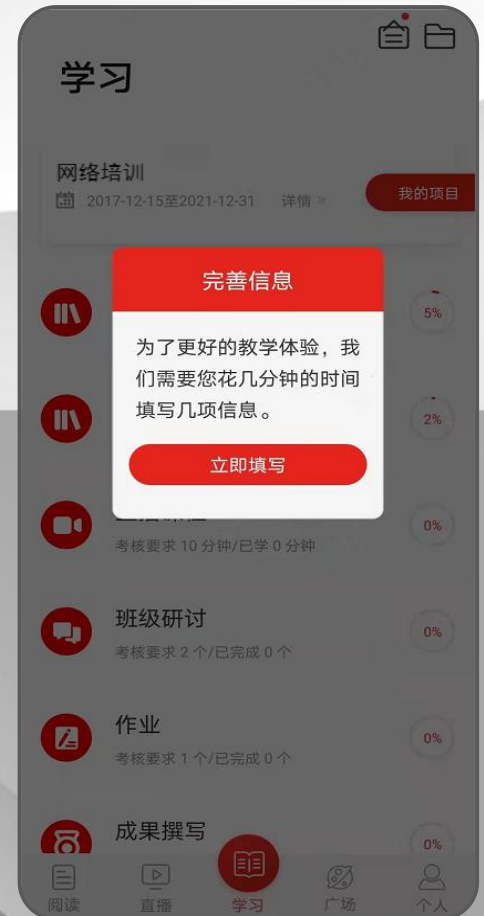 学习
网络培训
2017-12-15至2021-12-31 详情 »
我的项目
完善信息
为了更好的教学体验，我
们需要您花几分钟的时间
填写几项信息。
立即填写
5%
2%
考核要求 10 分钟/已学 0 分钟
0%
班级研讨
考核要求 2 个/已完成 0 个
0%
作业
考核要求 1 个/已完成 0 个
0%
成果撰写
0%
阅读 直播 学习 广场 个人